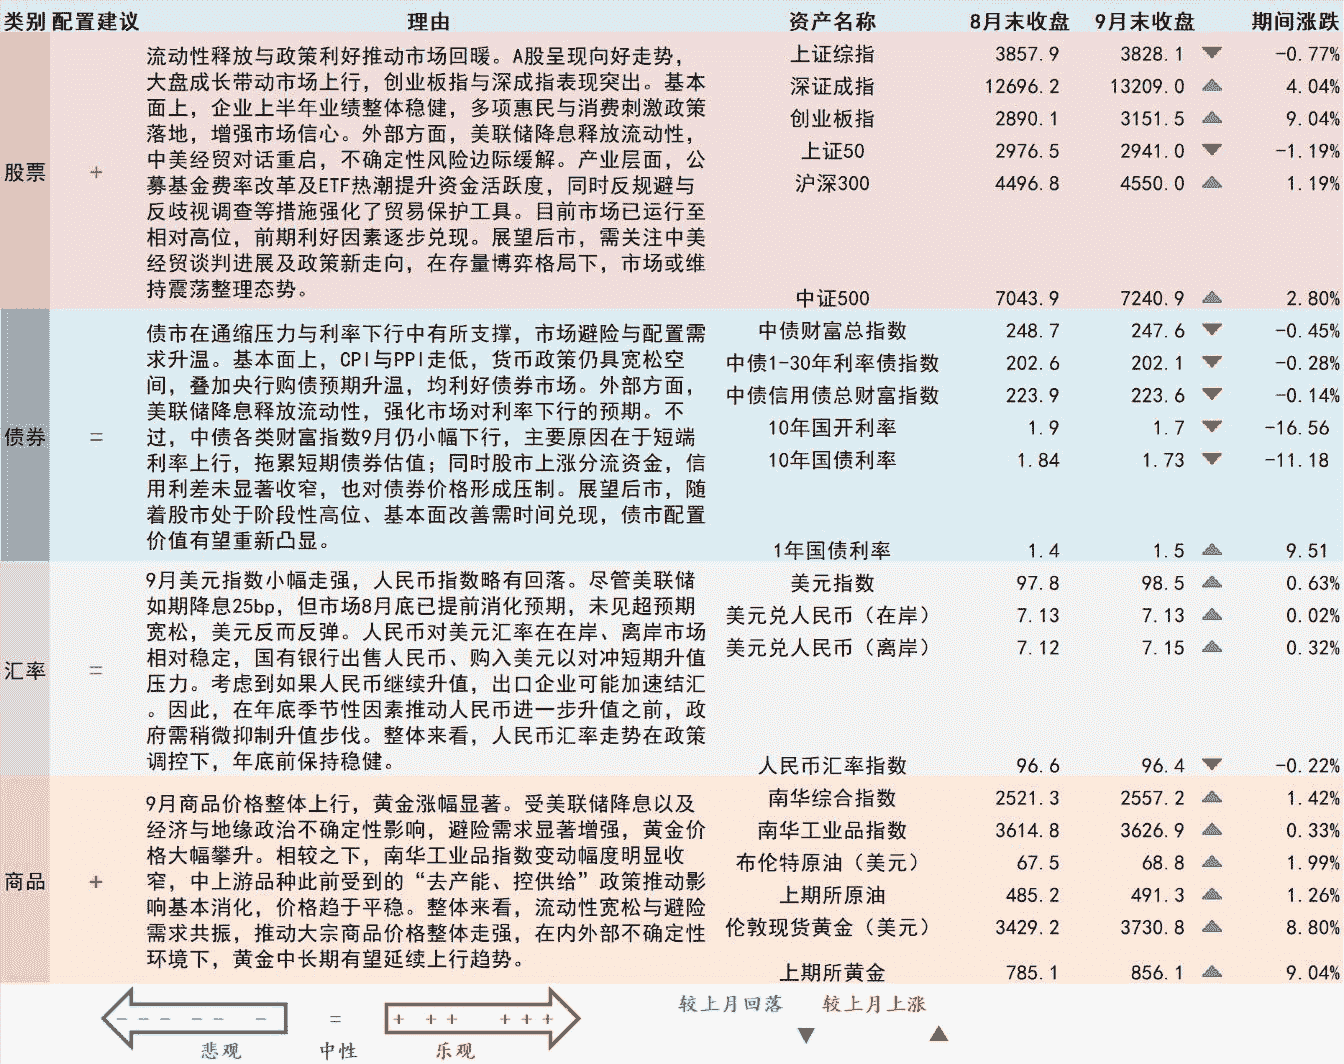 类别 配置建议 理由 资产名称 8月末收盘 9月末收盘 期间涨跌
股票 +
流动性释放与政策利好推动市场回暖。A股呈现向好走势，
大盘成长带动市场上行，创业板指与深成指表现突出。基本
面上，企业上半年业绩整体稳健，多项惠民与消费刺激政策
落地，增强市场信心。外部方面，美联储降息释放流动性，
中美经贸对话重启，不确定性风险边际缓解。产业层面，公
募基金费率改革及ETF热潮提升资金活跃度，同时反规避与
反歧视调查等措施强化了贸易保护工具。目前市场已运行至
相对高位，前期利好因素逐步兑现。展望后市，需关注中美
经贸谈判进展及政策新走向，在存量博弈格局下，市场或维
持震荡整理态势。
上证综指 3857.9 3828.1 ▼ -0.77%
深证成指 12696.2 13209.0 ▲ 4.04%
创业板指 2890.1 3151.5 ▲ 9.04%
上证50 2976.5 2941.0 ▼ -1.19%
沪深300 4496.8 4550.0 ▲ 1.19%
中证500 7043.9 7240.9 ▲ 2.80%
债券 =
债市在通缩压力与利率下行中有所支撑，市场避险与配置需
求升温。基本面上，CPI与PPI走低，货币政策仍具宽松空
间，叠加央行购债预期升温，均利好债券市场。外部方面，
美联储降息释放流动性，强化市场对利率下行的预期。不
过，中债各类财富指数9月仍小幅下行，主要原因在于短端
利率上行，拖累短期债券估值；同时股市上涨分流资金，信
用利差未显著收窄，也对债券价格形成压制。展望后市，随
着股市处于阶段性高位、基本面改善需时间兑现，债市配置
价值有望重新凸显。
中债财富总指数 248.7 247.6 ▼ -0.45%
中债1-30年利率债指数 202.6 202.1 ▼ -0.28%
中债信用债总财富指数 223.9 223.6 ▼ -0.14%
10年国开利率 1.9 1.7 ▼ -16.56
10年国债利率 1.84 1.73 ▼ -11.18
1年国债利率 1.4 1.5 ▲ 9.51
汇率 =
9月美元指数小幅走强，人民币指数略有回落。尽管美联储
如期降息25bp，但市场8月底已提前消化预期，未见超预期
宽松，美元反而反弹。人民币对美元汇率在在岸、离岸市场
相对稳定，国有银行出售人民币、购入美元以对冲短期升值
压力。考虑到如果人民币继续升值，出口企业可能加速结汇
。因此，在年底季节性因素推动人民币进一步升值之前，政
府需稍微抑制升值步伐。整体来看，人民币汇率走势在政策
调控下，年底前保持稳健。
美元指数 97.8 98.5 ▲ 0.63%
美元兑人民币（在岸） 7.13 7.13 ▲ 0.02%
美元兑人民币（离岸） 7.12 7.15 ▲ 0.32%
人民币汇率指数 96.6 96.4 ▼ -0.22%
商品 +
9月商品价格整体上行，黄金涨幅显著。受美联储降息以及
经济与地缘政治不确定性影响，避险需求显著增强，黄金价
格大幅攀升。相较之下，南华工业品指数变动幅度明显收
窄，中上游品种此前受到的“去产能、控供给”政策推动影
响基本消化，价格趋于平稳。整体来看，流动性宽松与避险
需求共振，推动大宗商品价格整体走强，在内外部不确定性
环境下，黄金中长期有望延续上行趋势。
南华综合指数 2521.3 2557.2 ▲ 1.42%
南华工业品指数 3614.8 3626.9 ▲ 0.33%
布伦特原油（美元） 67.5 68.8 ▲ 1.99%
上期所原油 485.2 491.3 ▲ 1.26%
伦敦现货黄金（美元） 3429.2 3730.8 ▲ 8.80%
上期所黄金 785.1 856.1 ▲ 9.04%
- - - - - - = + + + + + +
悲观 中性 乐观
较上月回落 较上月上涨
▼ ▲